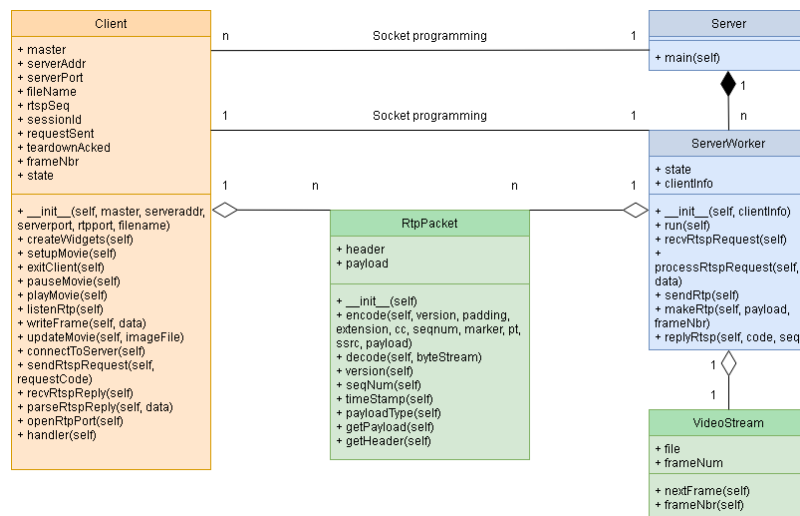 Client
+ master
+ serverAddr
+ serverPort
+ fileName
+ rtspSeq
+ sessionId
+ requestSent
+ teardownAcked
+ frameNbr
+ state
+ __init__(self, master, serveraddr,
serverport, rtpport, filename)
+ createWidgets(self)
+ setupMovie(self)
+ exitClient(self)
+ pauseMovie(self)
+ playMovie(self)
+ listenRtp(self)
+ writeFrame(self, data)
+ updateMovie(self, imageFile)
+ connectToServer(self)
+ sendRtspRequest(self,
requestCode)
+ recvRtspReply(self)
+ parseRtspReply(self, data)
+ openRtpPort(self)
+ handler(self)
n Socket programming 1
1 Socket programming 1
1 n
n 1
RtpPacket
+ header
+ payload
+ __init__(self)
+ encode(self, version, padding,
extension, cc, seqnum, marker, pt,
ssrc, payload)
+ decode(self, byteStream)
+ version(self)
+ seqNum(self)
+ timeStamp(self)
+ payloadType(self)
+ getPayload(self)
+ getHeader(self)
Server
+ main(self)
1
n
ServerWorker
+ state
+ clientInfo
+ __init__(self, clientInfo)
+ run(self)
+ recvRtspRequest(self)
+
processRtspRequest(self,
data)
+ sendRtp(self)
+ makeRtp(self, payload,
frameNbr)
+ replyRtsp(self, code, seq
1
1
VideoStream
+ file
+ frameNum
+ nextFrame(self)
+ frameNbr(self)